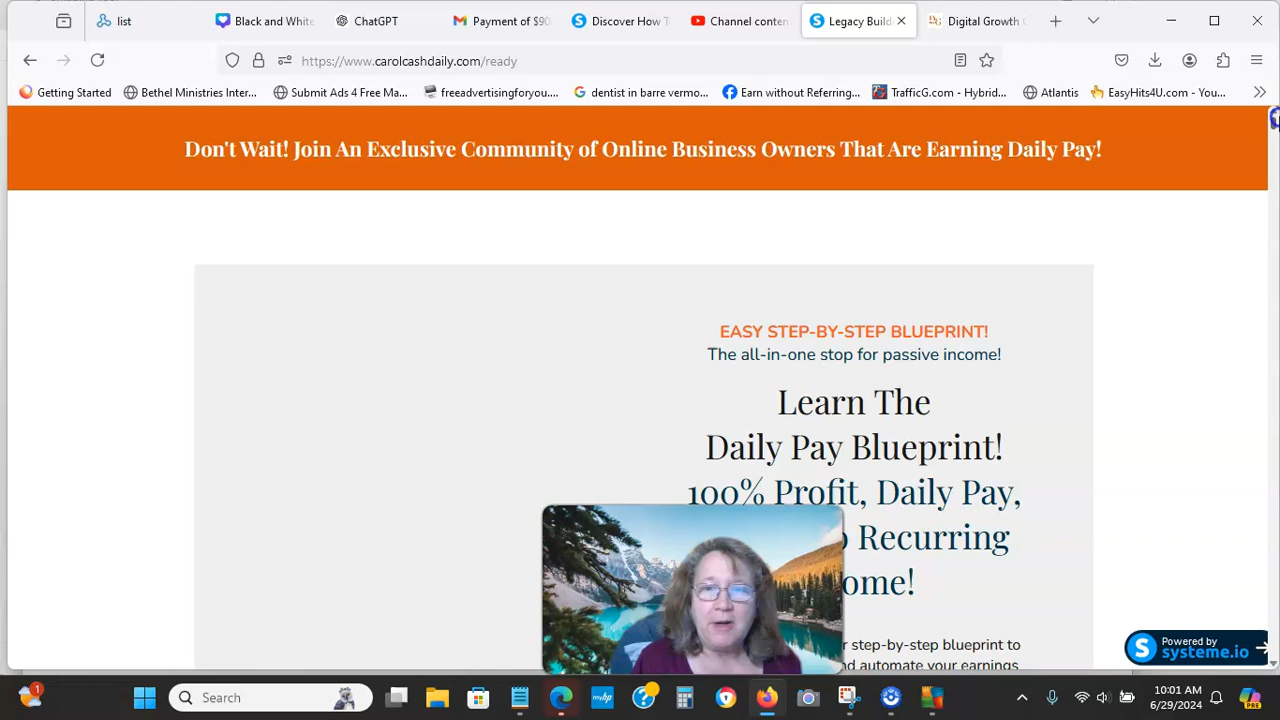 list
Black and White
ChatGPT
Payment of $90
Discover How T
Channel conten
Legacy Build
Digital Growth
https://www.carolcashdaily.com/ready
Getting Started
Bethel Ministries Inter...
Submit Ads 4 Free Ma...
freeadvertisingforyou....
dentist in barre vermo...
Earn without Referring...
TrafficG.com - Hybrid...
Atlantis
EasyHits4U.com - You...
Don't Wait! Join An Exclusive Community of Online Business Owners That Are Earning Daily Pay!
EASY STEP-BY-STEP BLUEPRINT!
The all-in-one stop for passive income!
Learn The
Daily Pay Blueprint!
100% Profit, Daily Pay,
Recurring
ome!
step-by-step blueprint to
nd automate your earnings
Powered by
systeme.io
1
Search
myhp
10:01 AM
6/29/2024
PRE